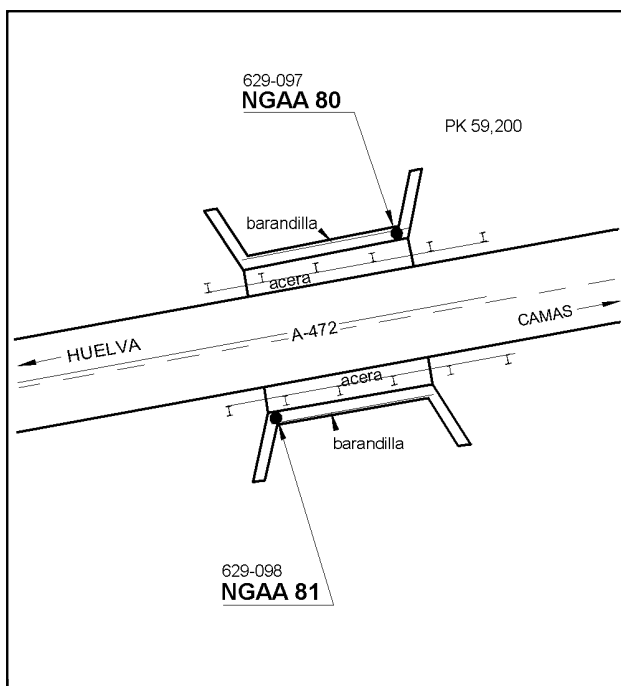 629-097
NGAA 80
PK 59,200
barandilla
acera
HUELVA
A-472
CAMAS
acera
barandilla
629-098
NGAA 81